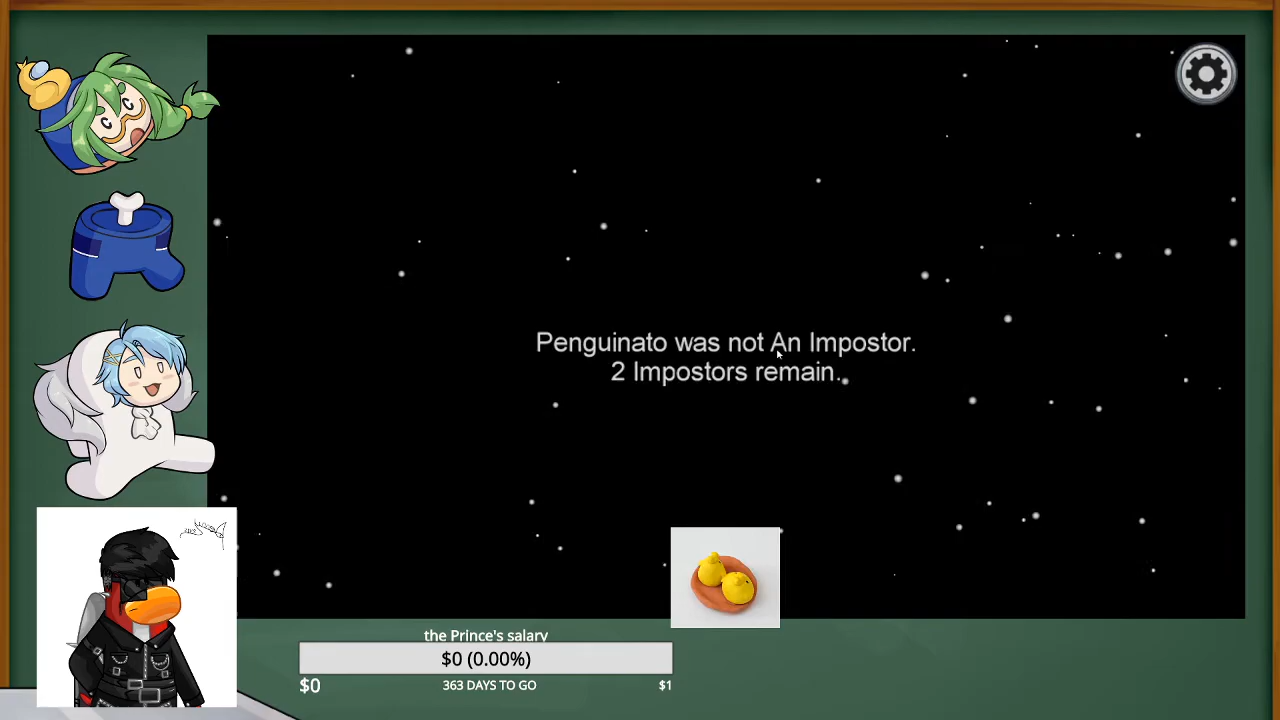 Penguinato was not An Impostor.
2 Impostors remain.
the Prince's salary
$0 (0.00%)
$0
363 DAYS TO GO
$1